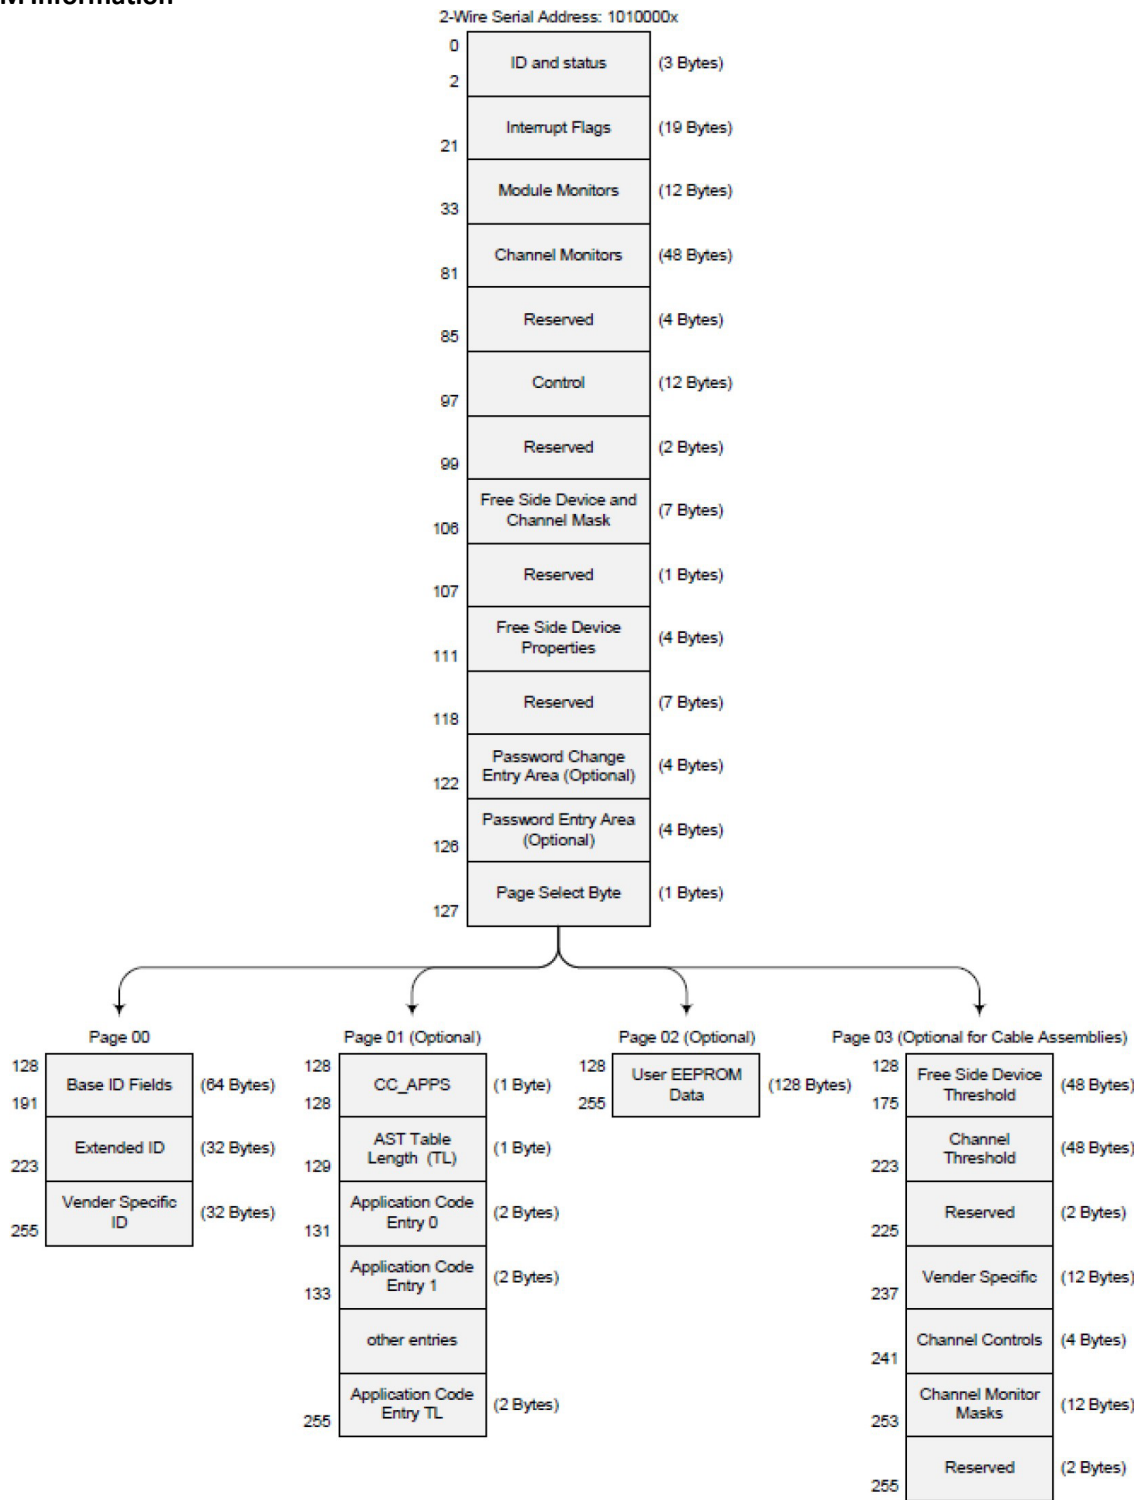 M Information
2-Wire Serial Address: 1010000x
0
ID and status
(3 Bytes)
2
Interrupt Flags
(19 Bytes)
21
Module Monitors
(12 Bytes)
33
Channel Monitors
(48 Bytes)
81
Reserved
(4 Bytes)
85
Control
(12 Bytes)
97
Reserved
(2 Bytes)
99
Free Side Device and
Channel Mask
(7 Bytes)
106
Reserved
(1 Bytes)
107
Free Side Device
Properties
(4 Bytes)
111
Reserved
(7 Bytes)
118
Password Change
Entry Area (Optional)
(4 Bytes)
122
Password Entry Area
(Optional)
(4 Bytes)
126
Page Select Byte
(1 Bytes)
127
Page 00
128
Base ID Fields
(64 Bytes)
191
Extended ID
(32 Bytes)
223
Vender Specific
ID
(32 Bytes)
255
Page 01 (Optional)
128
CC_APPS
(1 Byte)
128
AST Table
Length (TL)
(1 Byte)
129
Application Code
Entry 0
(2 Bytes)
131
Application Code
Entry 1
(2 Bytes)
133
other entries
Application Code
Entry TL
(2 Bytes)
255
Page 02 (Optional)
128
User EEPROM
Data
(128 Bytes)
255
Page 03 (Optional for Cable Assemblies)
128
Free Side Device
Threshold
(48 Bytes)
175
Channel
Threshold
(48 Bytes)
223
Reserved
(2 Bytes)
225
Vender Specific
(12 Bytes)
237
Channel Controls
(4 Bytes)
241
Channel Monitor
Masks
(12 Bytes)
253
Reserved
(2 Bytes)
255